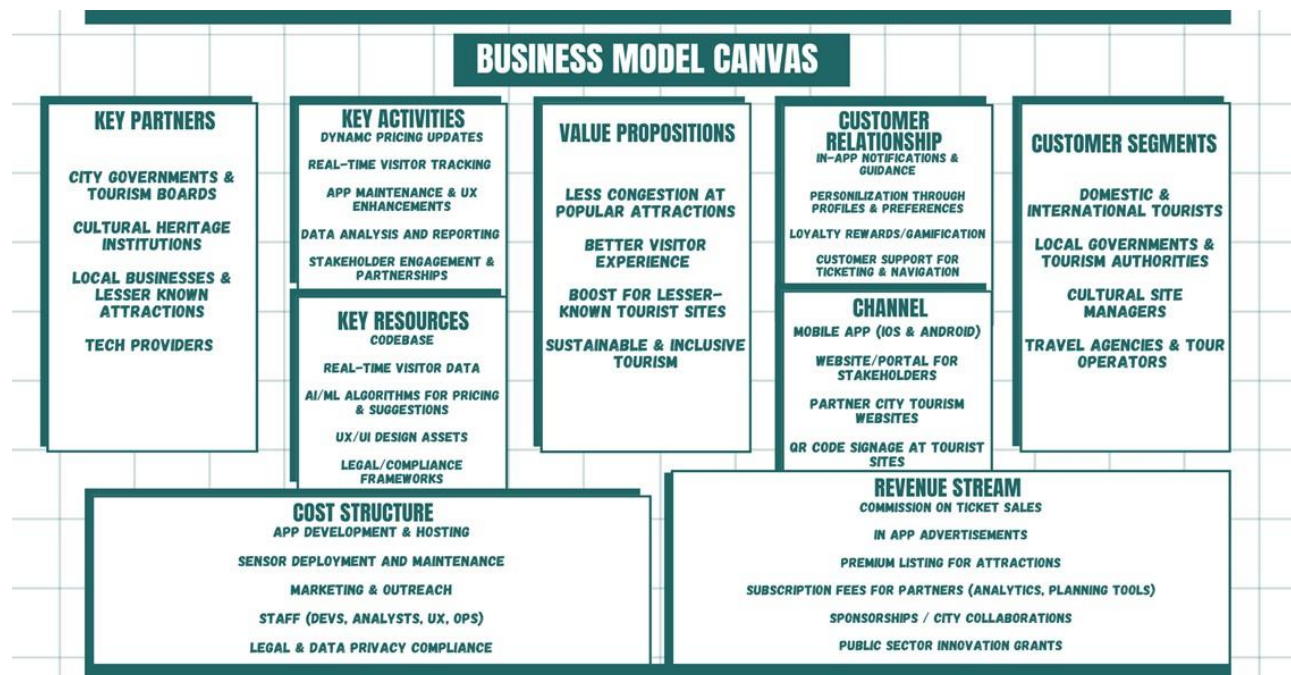 BUSINESS MODEL CANVAS
KEY PARTNERS
CITY GOVERNMENTS &
TOURISM BOARDS
CULTURAL HERITAGE
INSTITUTIONS
LOCAL BUSINESSES &
LESSER KNOWN
ATTRACTIONS
TECH PROVIDERS
KEY ACTIVITIES
DYNAMC PRICING UPDATES
REAL-TIME VISITOR TRACKING
APP MAINTENANCE & UX
ENHANCEMENTS
DATA ANALYSIS AND REPORTING
STAKEHOLDER ENGAGEMENT &
PARTNERSHIPS
KEY RESOURCES
CODEBASE
REAL-TIME VISITOR DATA
AI/ML ALGORITHMS FOR PRICING
& SUGGESTIONS
UX/UI DESIGN ASSETS
LEGAL/COMPLIANCE
FRAMEWORKS
VALUE PROPOSITIONS
LESS CONGESTION AT
POPULAR ATTRACTIONS
BETTER VISITOR
EXPERIENCE
BOOST FOR LESSER-
KNOWN TOURIST SITES
SUSTAINABLE & INCLUSIVE
TOURISM
CUSTOMER
RELATIONSHIP
IN-APP NOTIFICATIONS &
GUIDANCE
PERSONILIZATION THROUGH
PROFILES & PREFERENCES
LOYALTY REWARDS/GAMIFICATION
CUSTOMER SUPPORT FOR
TICKETING & NAVIGATION
CHANNEL
MOBILE APP (IOS & ANDROID)
WEBSITE/PORTAL FOR
STAKEHOLDERS
PARTNER CITY TOURISM
WEBSITES
QR CODE SIGNAGE AT TOURIST
SITES
CUSTOMER SEGMENTS
DOMESTIC &
INTERNATIONAL TOURISTS
LOCAL GOVERNMENTS &
TOURISM AUTHORITIES
CULTURAL SITE
MANAGERS
TRAVEL AGENCIES & TOUR
OPERATORS
COST STRUCTURE
APP DEVELOPMENT & HOSTING
SENSOR DEPLOYMENT AND MAINTENANCE
MARKETING & OUTREACH
STAFF (DEVS, ANALYSTS, UX, OPS)
LEGAL & DATA PRIVACY COMPLIANCE
REVENUE STREAM
COMMISSION ON TICKET SALES
IN APP ADVERTISEMENTS
PREMIUM LISTING FOR ATTRACTIONS
SUBSCRIPTION FEES FOR PARTNERS (ANALYTICS, PLANNING TOOLS)
SPONSORSHIPS / CITY COLLABORATIONS
PUBLIC SECTOR INNOVATION GRANTS